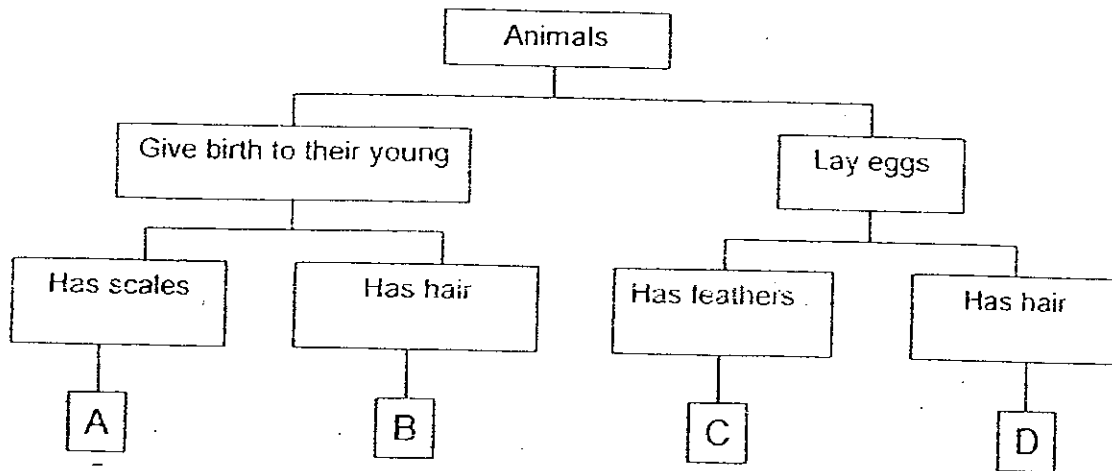 Animals
Give birth to their young
Lay eggs
Has scales
Has hair
Has feathers
Has hair
A
B
C
D